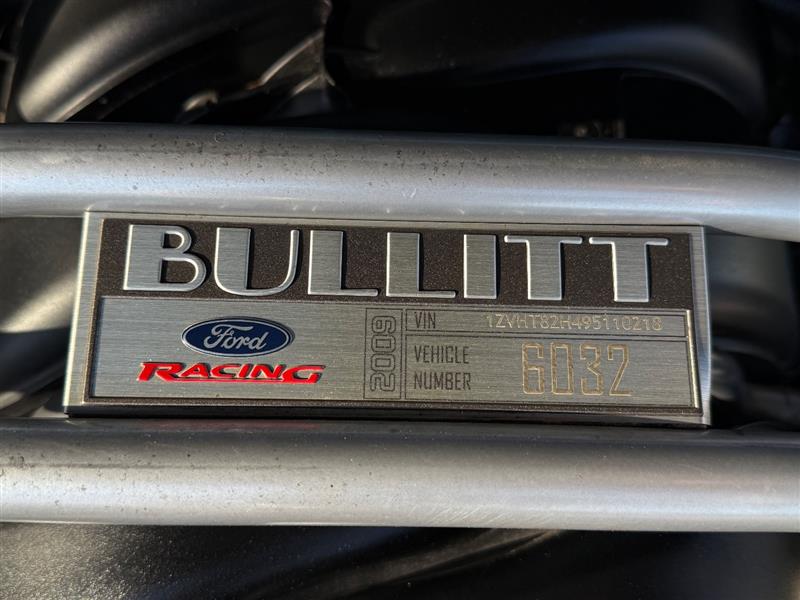 BULLITT
Ford
RACING
2009
VIN 1ZVHT82H495110218
VEHICLE
NUMBER 6032